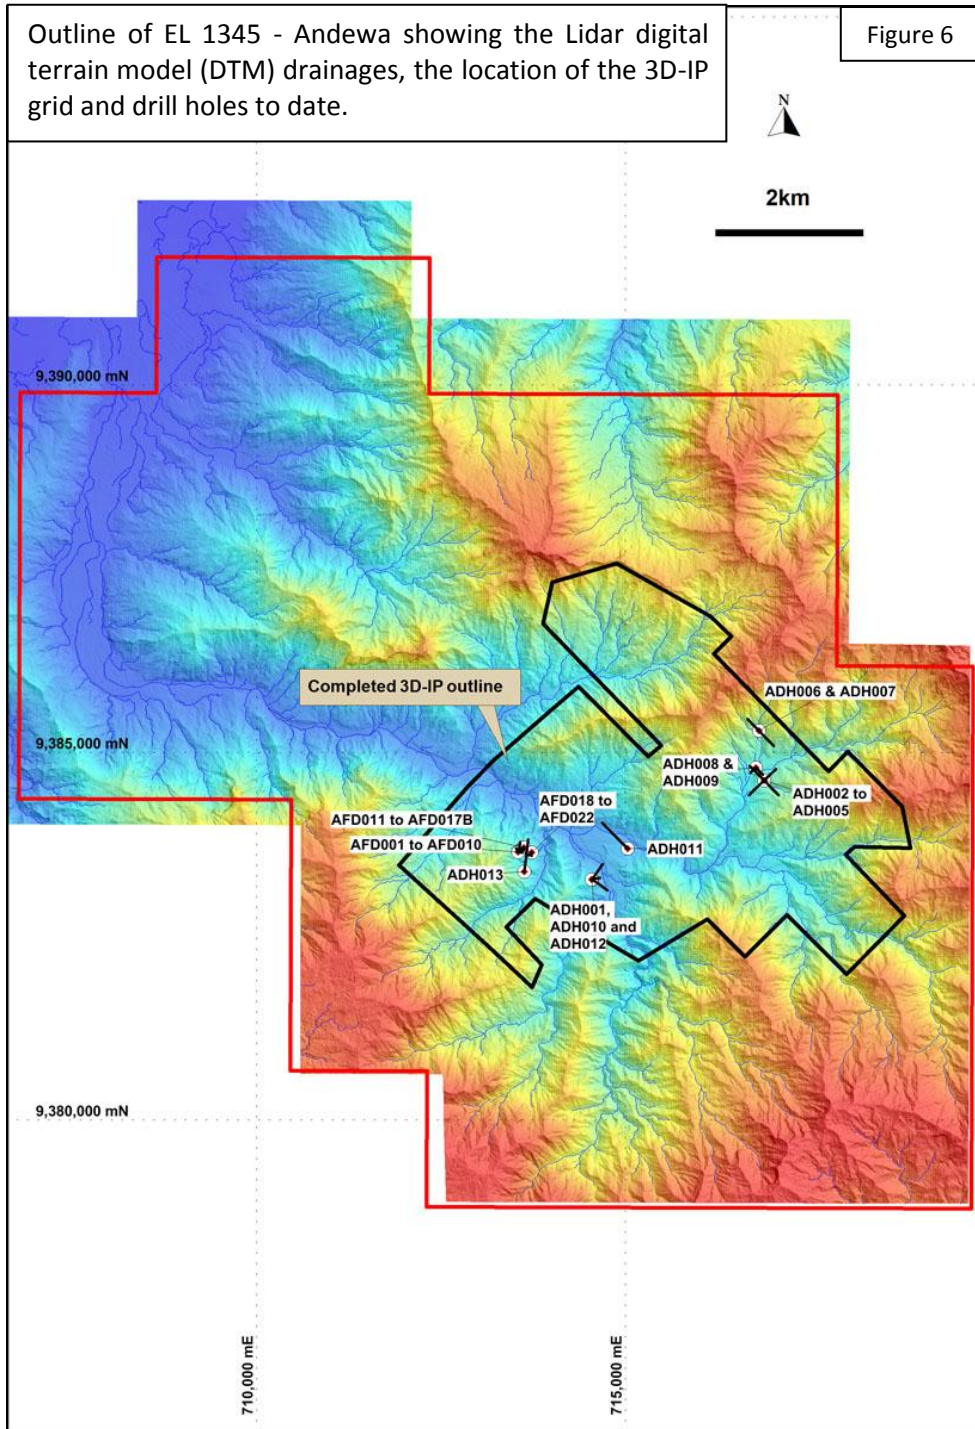 Outline of EL 1345 - Andewa showing the Lidar digital
terrain model (DTM) drainages, the location of the 3D-IP
grid and drill holes to date.
Figure 6
N
2km
9,390,000 mN
Completed 3D-IP outline
ADH006 & ADH007
9,385,000 mN
ADH008 &
ADH009
ADH002 to
ADH005
AFD018 to
AFD022
AFD011 to AFD017B
AFD001 to AFD010
ADH011
ADH013
ADH001,
ADH010 and
ADH012
9,380,000 mN
710,000 mE
715,000 mE